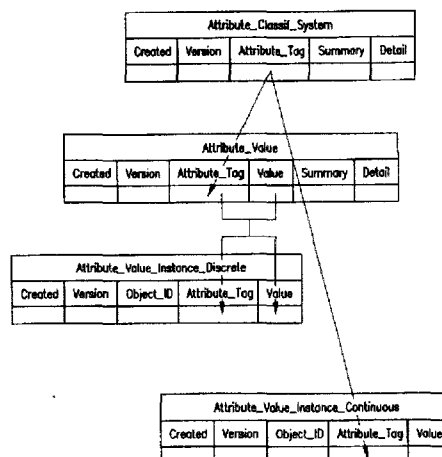 Attribute_Classif_System
Created Version Attribute_Tag Summary Detail
Attribute_Value
Created Version Attribute_Tag Value Summary Detail
Attribute_Value_Instance_Discrete
Created Version Object_ID Attribute_Tag Value
Attribute_Value_Instance_Continuous
Created Version Object_ID Attribute_Tag Value